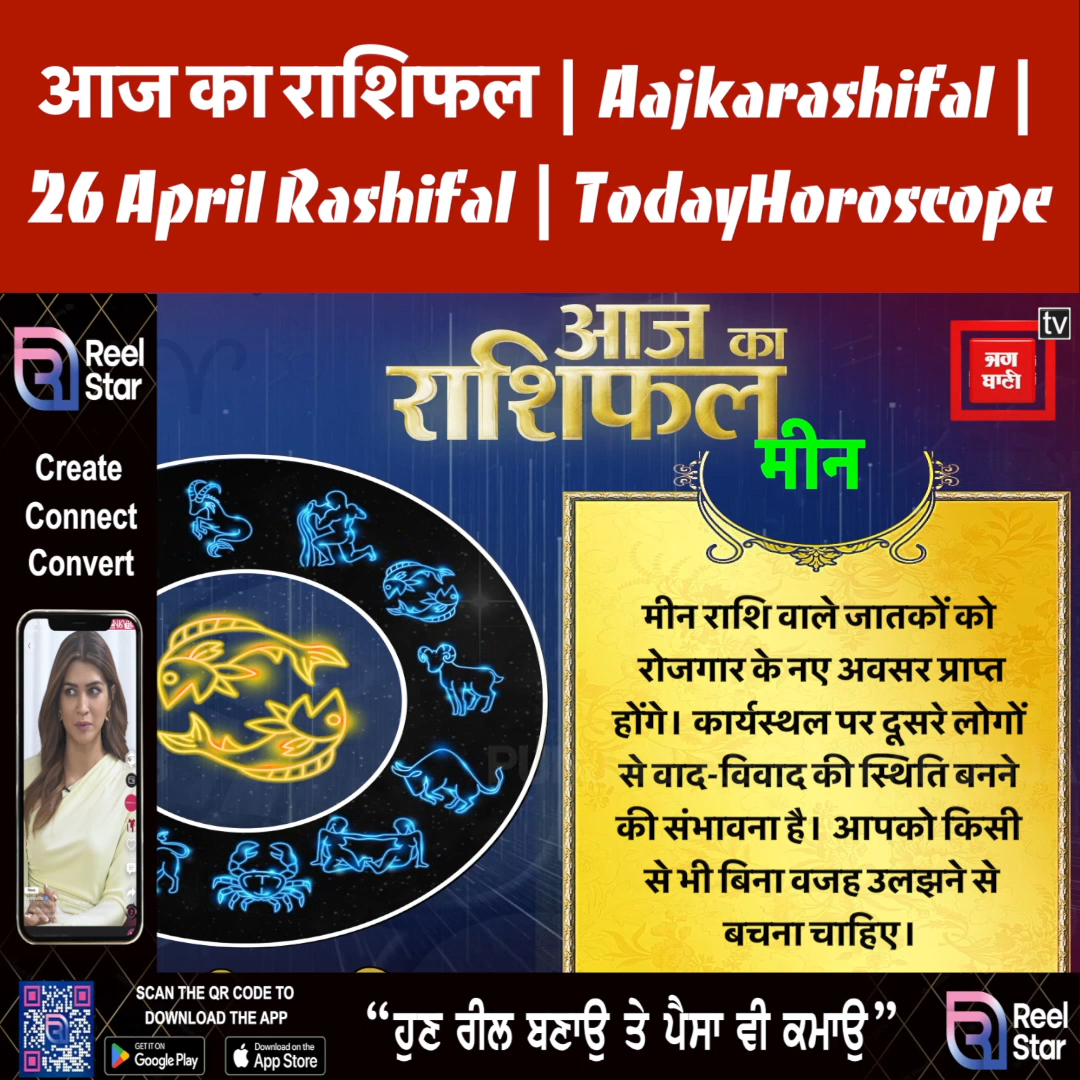 आज का राशिफल | Aajkarashifal |
26 April Rashifal | TodayHoroscope
Reel
Star
Create
Connect
Convert
आज का
राशिफल
मीन
tv
ਜਗ
ਬਾਣੀ
मीन राशि वाले जातकों को
रोजगार के नए अवसर प्राप्त
होंगे। कार्यस्थल पर दूसरे लोगों
से वाद-विवाद की स्थिति बनने
की संभावना है। आपको किसी
से भी बिना वजह उलझने से
बचना चाहिए।
SCAN THE QR CODE TO
DOWNLOAD THE APP
GET IT ON
Google Play
Download on the
App Store
“ਹੁਣ ਰੀਲ ਬਣਾਉ ਤੇ ਪੈਸਾ ਵੀ ਕਮਾਉ”
Reel
Star